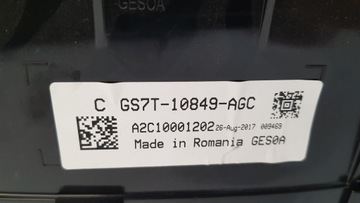 GES0A
C GS7T-10849-AGC
A2C10001202 26-Aug-2017 009469
Made in Romania GES0A